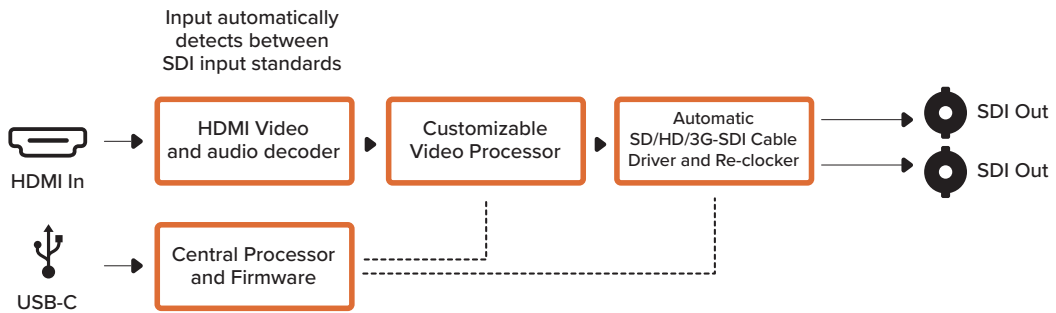 Input automatically
detects between
SDI input standards
HDMI In
HDMI Video
and audio decoder
Customizable
Video Processor
Automatic
SD/HD/3G-SDI Cable
Driver and Re-clocker
SDI Out
SDI Out
USB-C
Central Processor
and Firmware